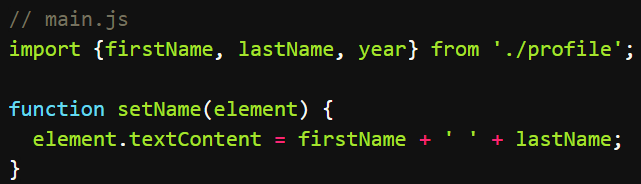 // main.js
import {firstName, lastName, year} from './profile';

function setName(element) {
  element.textContent = firstName + ' ' + lastName;
}